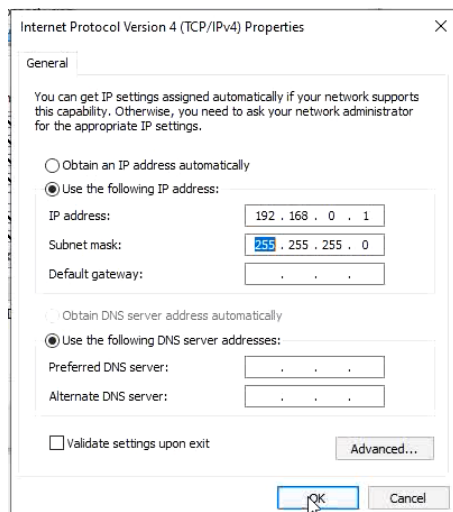 Internet Protocol Version 4 (TCP/IPv4) Properties
General
You can get IP settings assigned automatically if your network supports
this capability. Otherwise, you need to ask your network administrator
for the appropriate IP settings.
Obtain an IP address automatically
Use the following IP address:
IP address: 192 . 168 . 0 . 1
Subnet mask: 255 . 255 . 255 . 0
Default gateway: . . .
Obtain DNS server address automatically
Use the following DNS server addresses:
Preferred DNS server: . . .
Alternate DNS server: . . .
Validate settings upon exit
Advanced...
OK Cancel